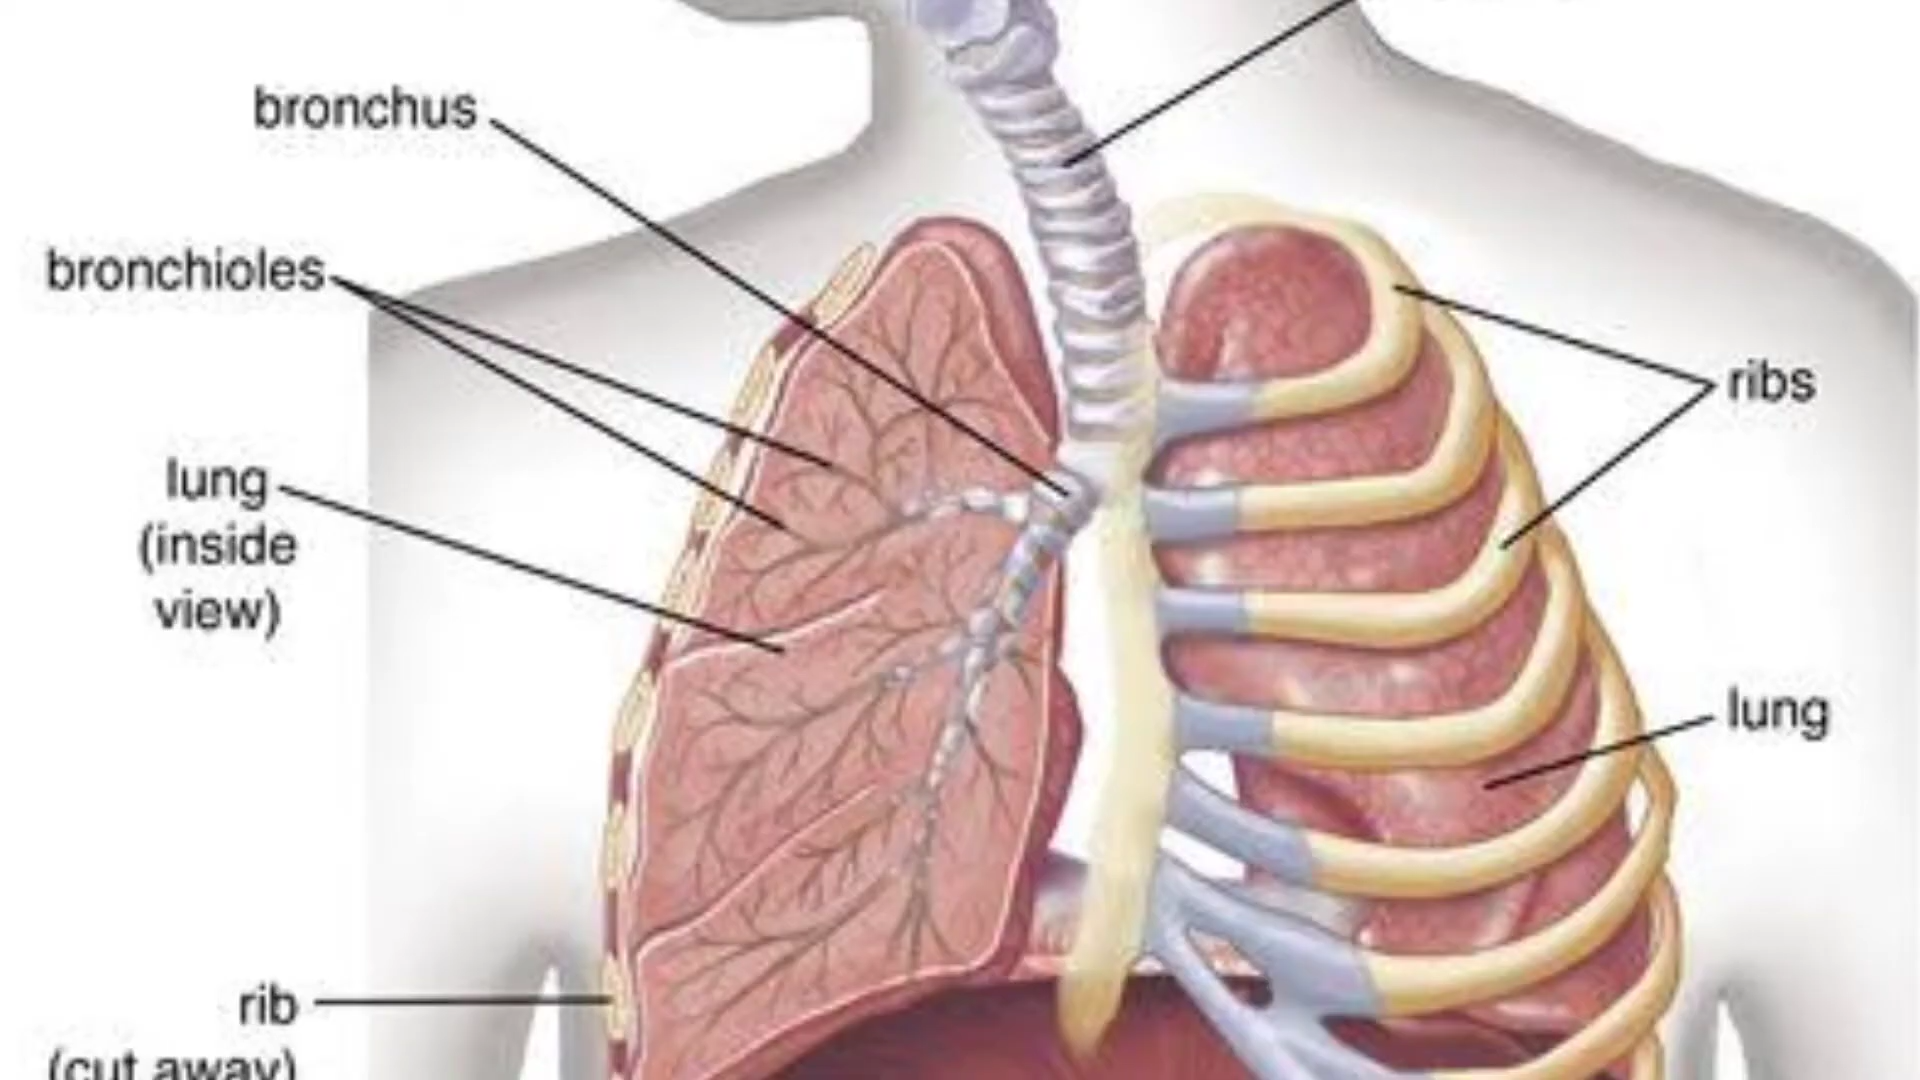 bronchus
bronchioles
lung
(inside
view)
rib
(cut away)
ribs
lung